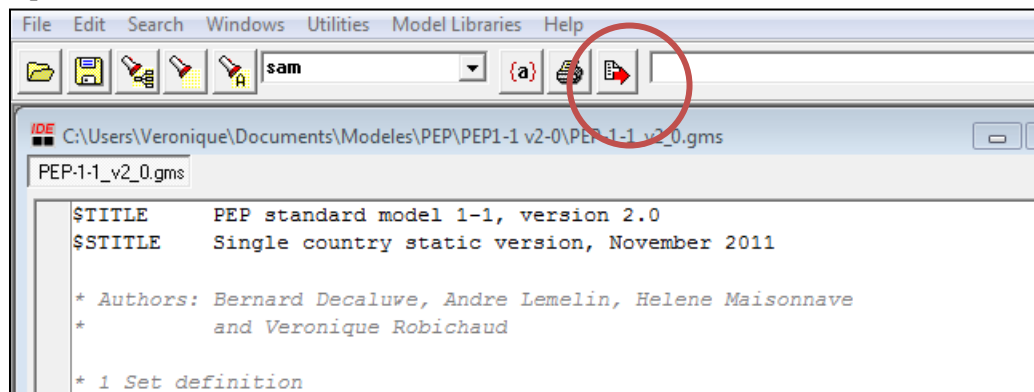 File Edit Search Windows Utilities Model Libraries Help
A sam {a}
IDE C:\Users\Veronique\Documents\Modeles\PEP\PEP1-1 v2-0\PEP-1-1_v2_0.gms
PEP-1-1_v2_0.gms
$TITLE PEP standard model 1-1, version 2.0
$STITLE Single country static version, November 2011
* Authors: Bernard Decaluwe, Andre Lemelin, Helene Maisonnave
* and Veronique Robichaud
* 1 Set definition